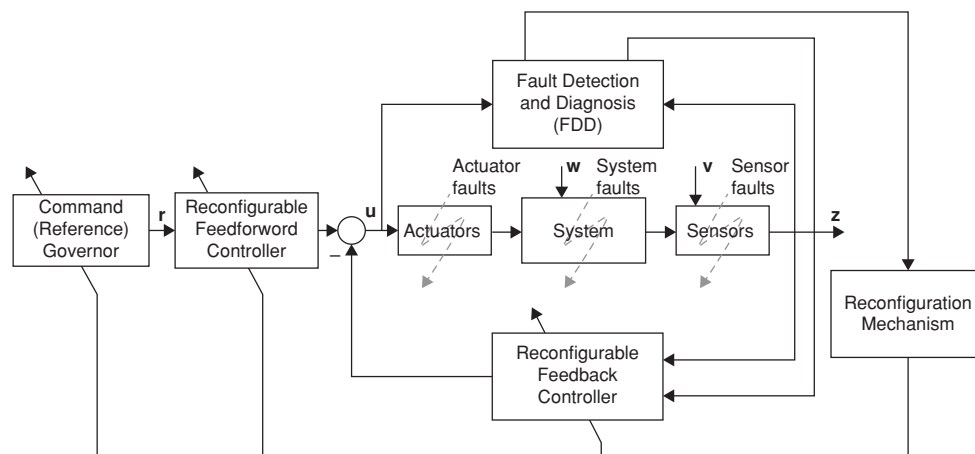 Fault Detection
and Diagnosis
(FDD)
Actuator
faults
w
System
faults
v
Sensor
faults
Command
(Reference)
Governor
r
Reconfigurable
Feedforword
Controller
–
u
Actuators
System
Sensors
z
Reconfiguration
Mechanism
Reconfigurable
Feedback
Controller